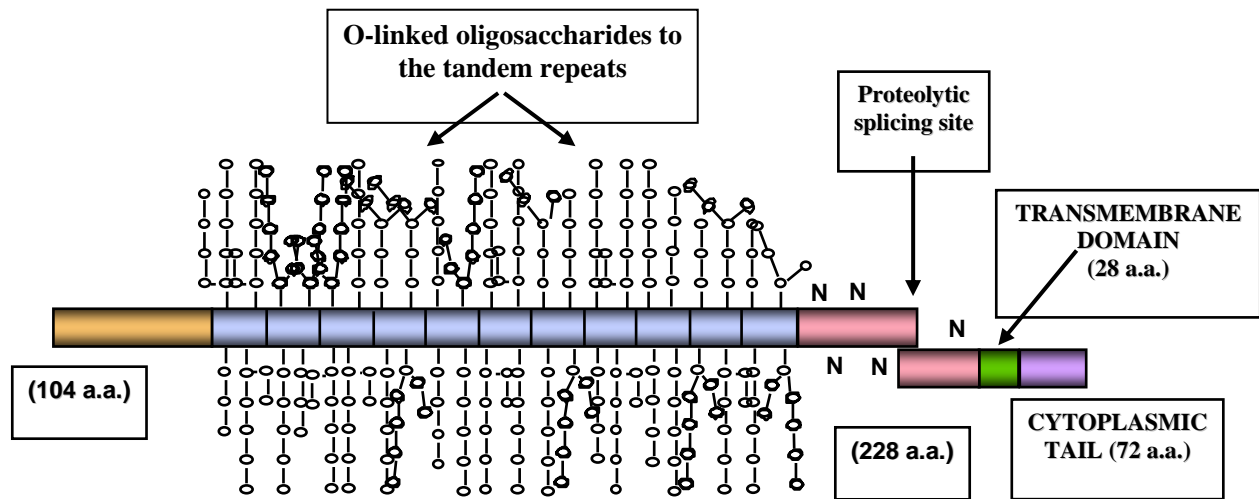 O-linked oligosaccharides to
the tandem repeats
Proteolytic
splicing site
TRANSMEMBRANE
DOMAIN
(28 a.a.)
N N
N
N N
(104 a.a.)
(228 a.a.)
CYTOPLASMIC
TAIL (72 a.a.)